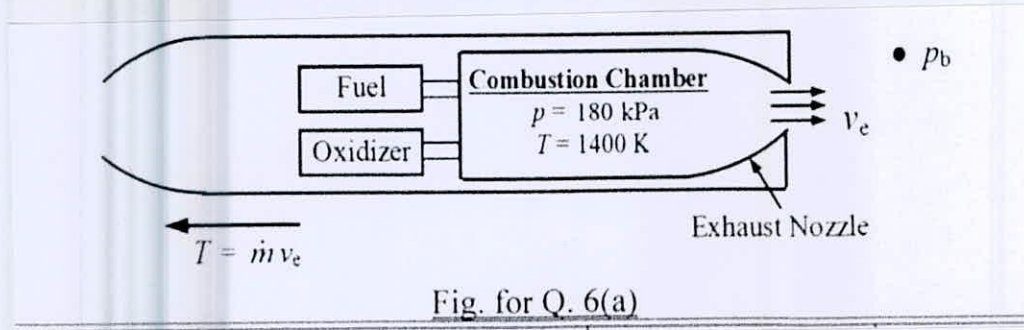 Fuel
Oxidizer
Combustion Chamber
p = 180 kPa
T = 1400 K
• pb
ve
Exhaust Nozzle
T = ṁ ve
Fig. for Q. 6(a)